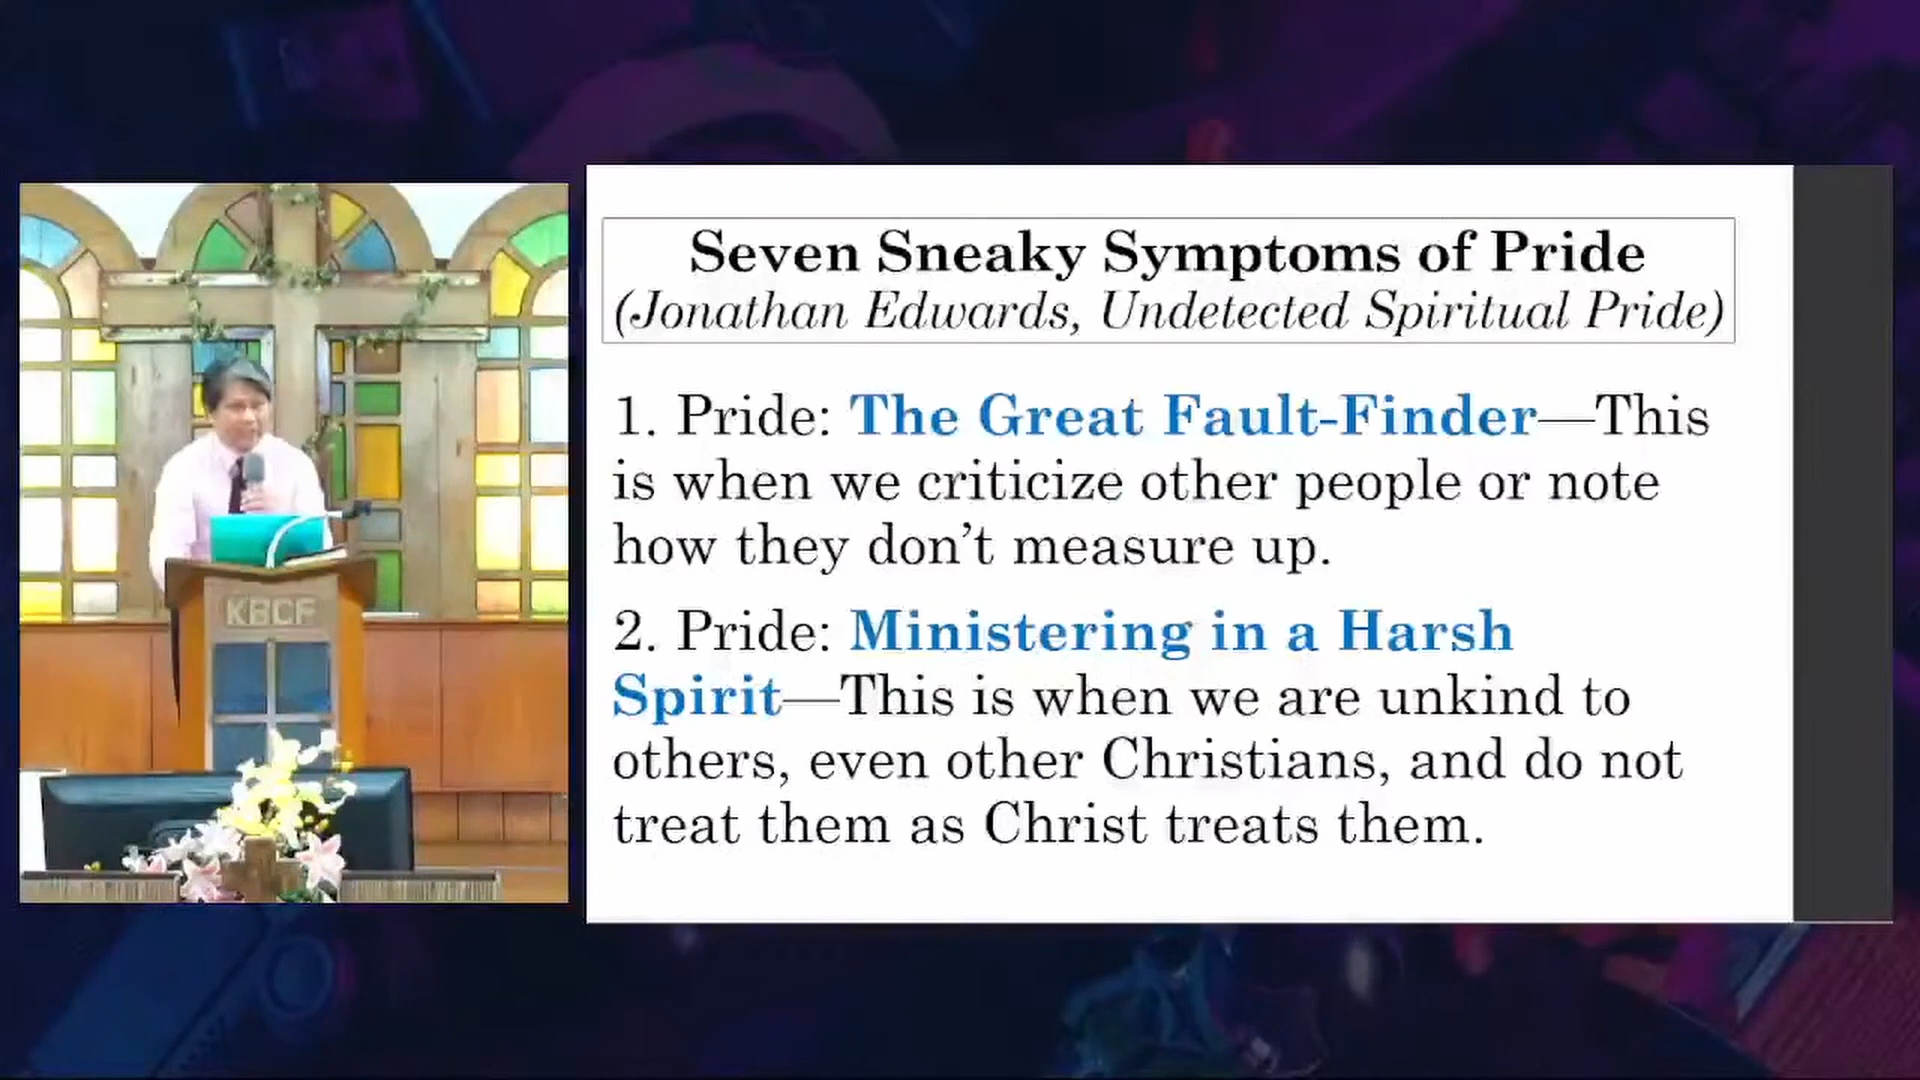 Seven Sneaky Symptoms of Pride
(Jonathan Edwards, Undetected Spiritual Pride)
1. Pride: The Great Fault-Finder—This
is when we criticize other people or note
how they don’t measure up.
2. Pride: Ministering in a Harsh
Spirit—This is when we are unkind to
others, even other Christians, and do not
treat them as Christ treats them.
KBCF